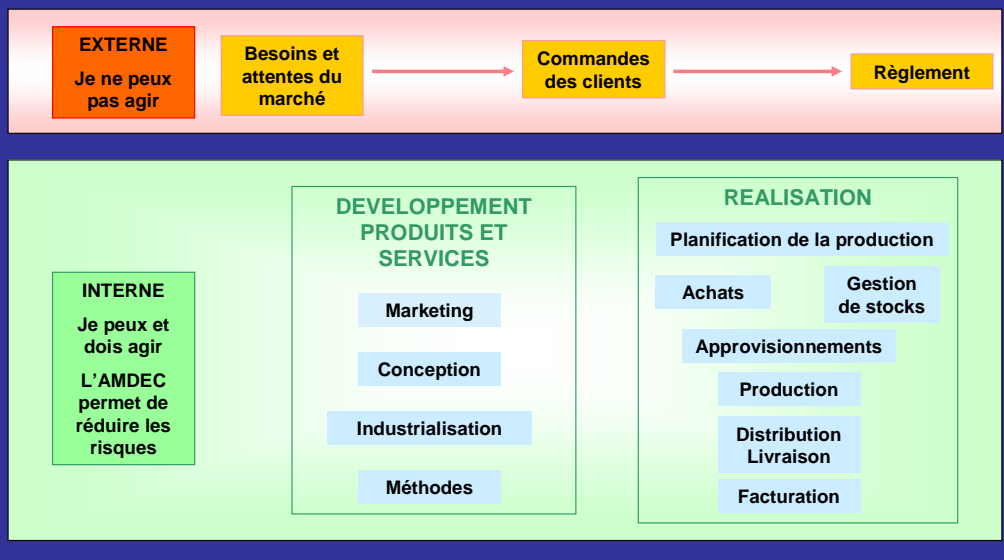 EXTERNE
Je ne peux
pas agir
Besoins et
attentes du
marché
Commandes
des clients
Règlement
INTERNE
Je peux et
dois agir
L'AMDEC
permet de
réduire les
risques
DEVELOPPEMENT
PRODUITS ET
SERVICES
Marketing
Conception
Industrialisation
Méthodes
REALISATION
Planification de la production
Achats
Gestion
de stocks
Approvisionnements
Production
Distribution
Livraison
Facturation